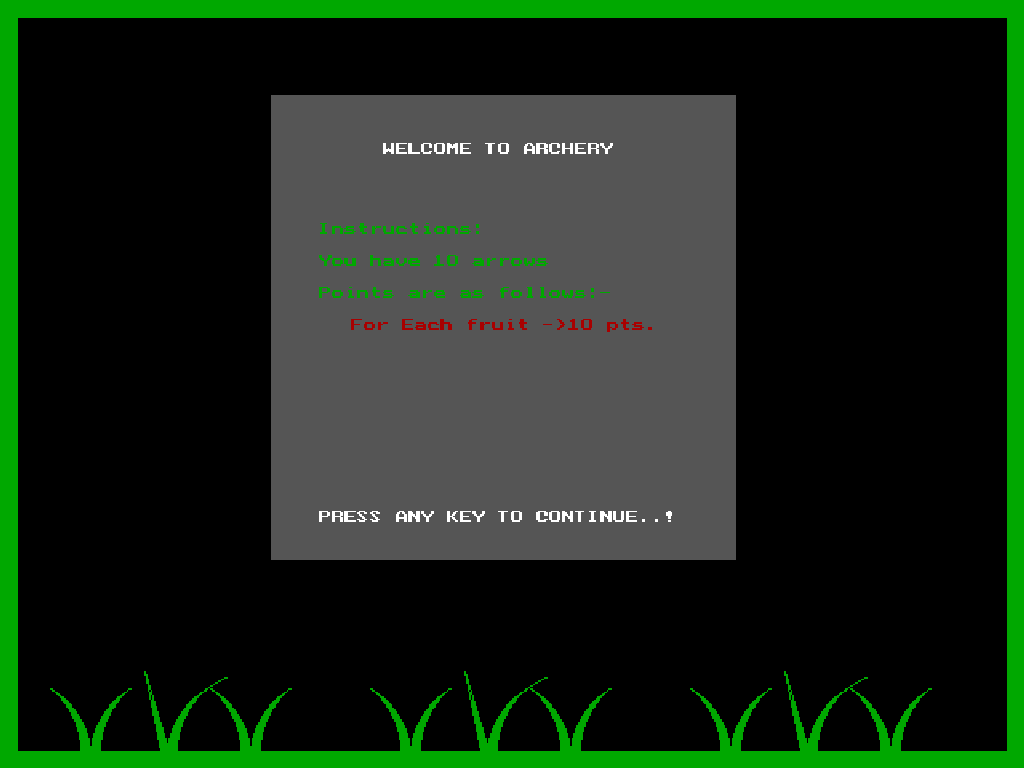 WELCOME TO ARCHERY
Instructions:
You have 10 arrows
Points are as follows:-
For Each fruit ->10 pts.
PRESS ANY KEY TO CONTINUE..!